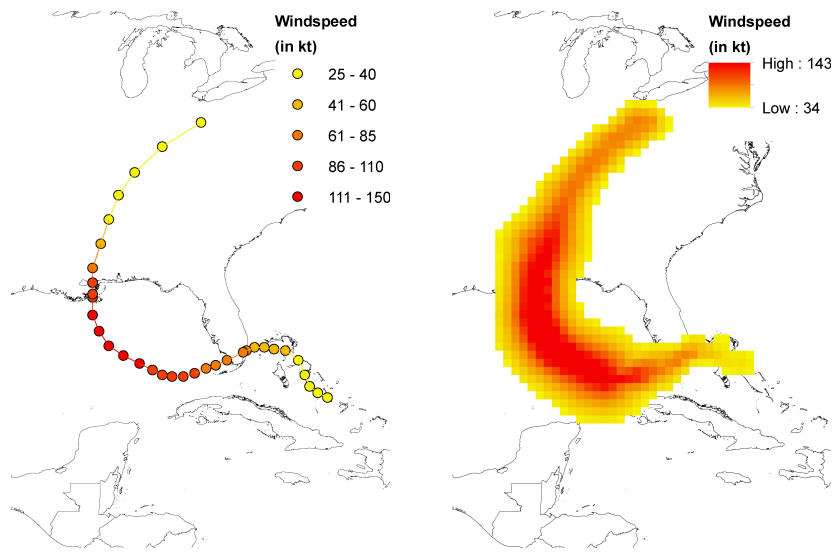 Windspeed
(in kt)
25 - 40
41 - 60
61 - 85
86 - 110
111 - 150
Windspeed
(in kt)
High : 143
Low : 34